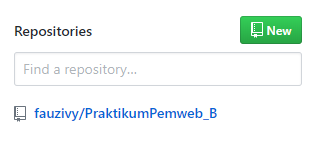 Repositories
New
Find a repository...
fauzivy/PraktikumPemweb_B